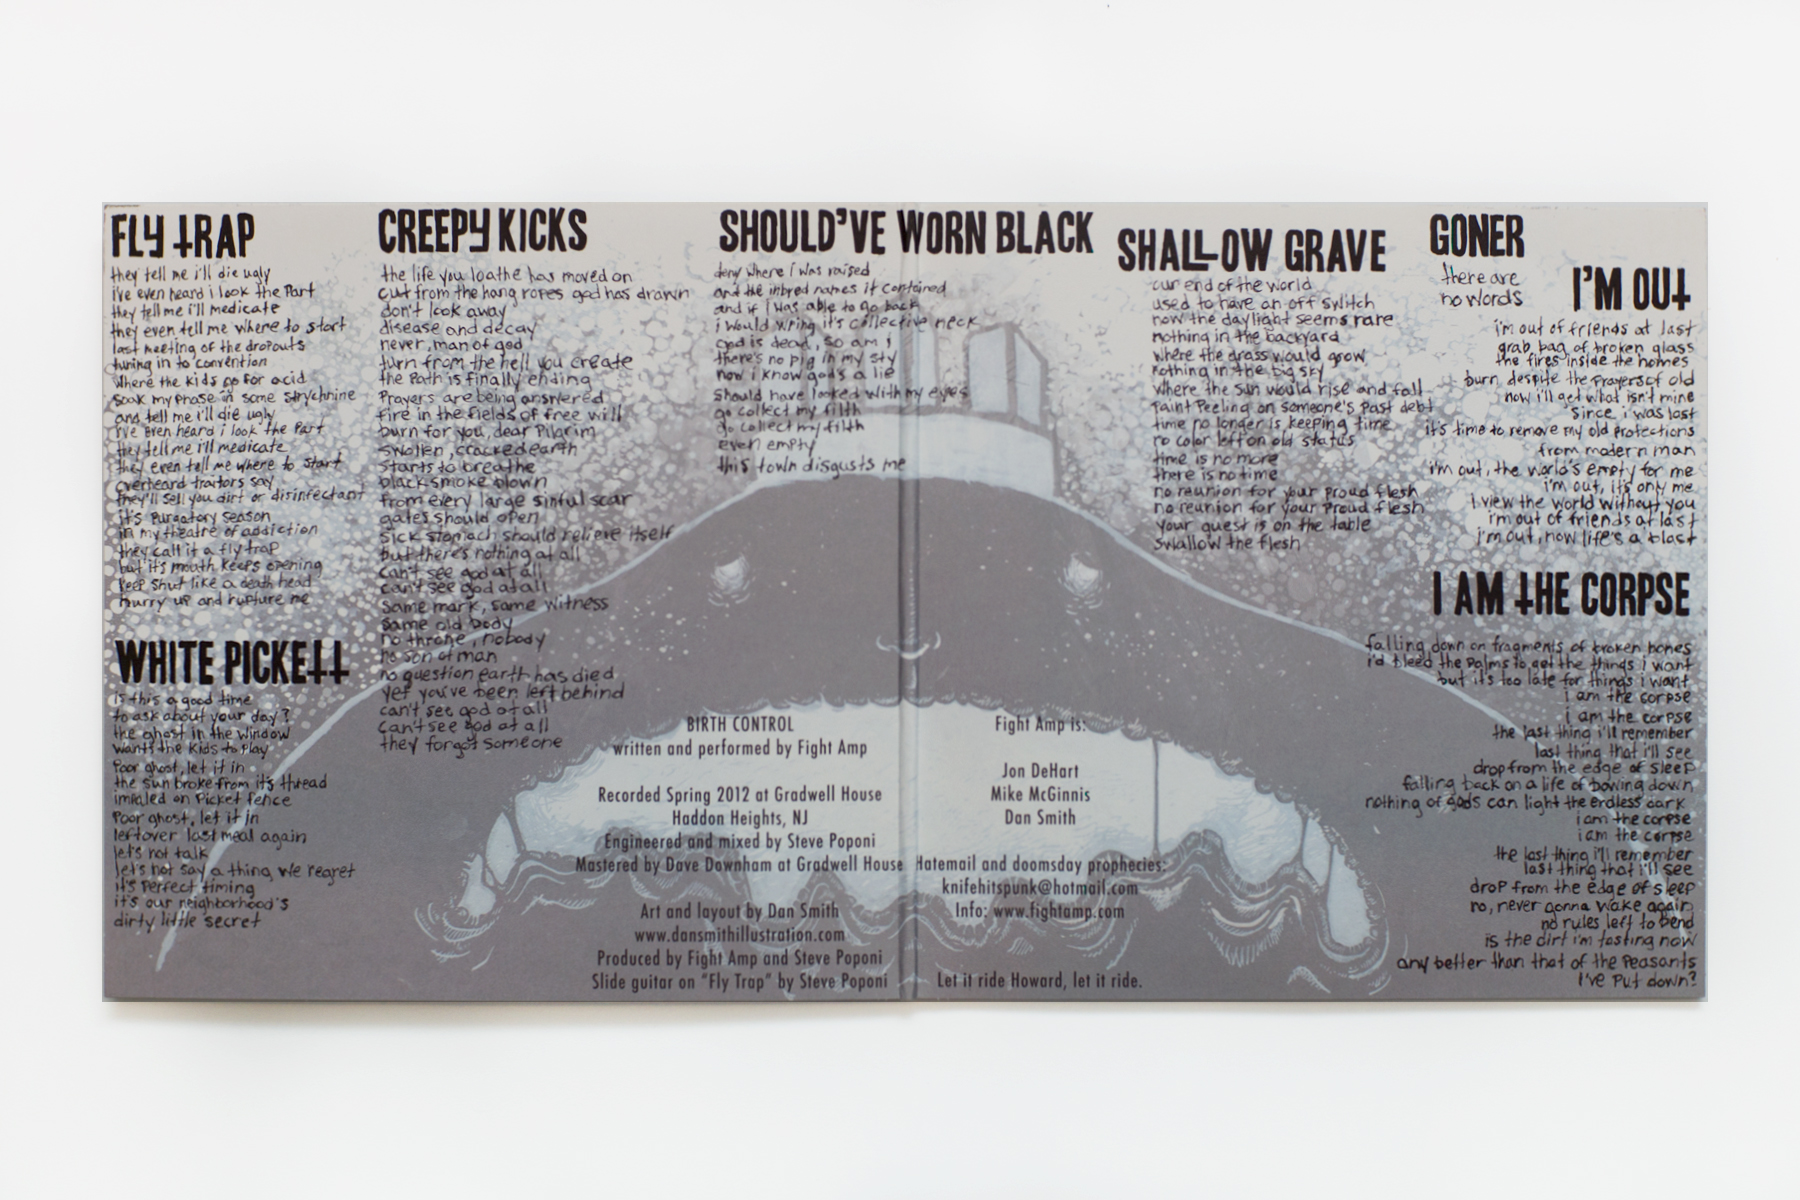 FLY TRAP
they tell me i'll die ugly
i've even heard i look the part
they tell me i'll medicate
they even tell me where to start
last meeting of the dropouts
tuning in to convention
where the kids go for acid
soak my phase in some strychnine
and tell me i'll die ugly
i've even heard i look the part
they tell me i'll medicate
they even tell me where to start
overheard traitors say
they'll sell you dirt or disinfectant
it's purgatory season
in my theatre of addiction
they call it a fly trap
but it's mouth keeps opening
keep shut like a death head
hurry up and rupture me
WHITE PICKETT
is this a good time
to ask about your day?
the ghost in the window
wants the kids to play
poor ghost, let it in
the sun broke from it's thread
impaled on picket fence
poor ghost, let it in
leftover last meal again
let's not talk
let's not say a thing we regret
it's perfect timing
it's our neighborhood's
dirty little secret
CREEPY KICKS
the life you loathe has moved on
cut from the hang ropes god has drawn
don't look away
disease and decay
never, man of god
turn from the hell you create
the path is finally ending
prayers are being answered
fire in the fields of free will
burn for you, dear pilgrim
swollen, cracked earth
starts to breathe
black smoke blown
from every large sinful scar
gates should open
sick stomach should relieve itself
but there's nothing at all
can't see god at all
can't see god at all
same mark, same witness
same old body
no throne, nobody
no son of man
no question earth has died
yet you've been left behind
can't see god at all
can't see god at all
they forgot someone
SHOULD'VE WORN BLACK
deny where i was raised
and the inbred names it contained
and if i was able to go back
i would wring it's collective neck
god is dead, so am i
there's no pig in my sty
now i know god's a lie
should have looked with my eyes
go collect my filth
go collect my filth
even empty
this town disgusts me
SHALLOW GRAVE
our end of the world
used to have an off switch
now the daylight seems rare
nothing in the backyard
where the grass would grow
nothing in the big sky
where the sun would rise and fall
paint peeling on someone's past debt
time no longer is keeping time
no color left on old status
time is no more
there is no time
no reunion for your proud flesh
no reunion for your proud flesh
your guest is on the table
swallow the flesh
GONER
there are
no words
I'M OUT
i'm out of friends at last
grab bag of broken glass
the fires inside the homes
burn, despite the prayers of old
now i'll get what isn't mine
since i was lost
it's time to remove my old protections
from modern man
i'm out, the world's empty for me
i'm out, it's only me
i view the world without you
i'm out of friends at last
i'm out, now life's a blast
I AM THE CORPSE
falling down on fragments of broken bones
i'd bleed the palms to get the things i want
but it's too late for things i want
i am the corpse
i am the corpse
the last thing i'll remember
last thing that i'll see
drop from the edge of sleep
falling back on a life of bowing down
nothing of gods can light the endless dark
i am the corpse
i am the corpse
the last thing i'll remember
last thing that i'll see
drop from the edge of sleep
no, never gonna wake again
no rules left to bend
is the dirt i'm tasting now
any better than that of the peasants
i've put down?
BIRTH CONTROL
written and performed by Fight Amp
Recorded Spring 2012 at Gradwell House
Haddon Heights, NJ
Engineered and mixed by Steve Poponi
Mastered by Dave Downham at Gradwell House
Art and layout by Dan Smith
www.dansmithillustration.com
Produced by Fight Amp and Steve Poponi
Slide guitar on "Fly Trap" by Steve Poponi
Fight Amp is:
Jon DeHart
Mike McGinnis
Dan Smith
Hatemail and doomsday prophecies:
knifehitspunk@hotmail.com
Info: www.fightamp.com
Let it ride Howard, let it ride.